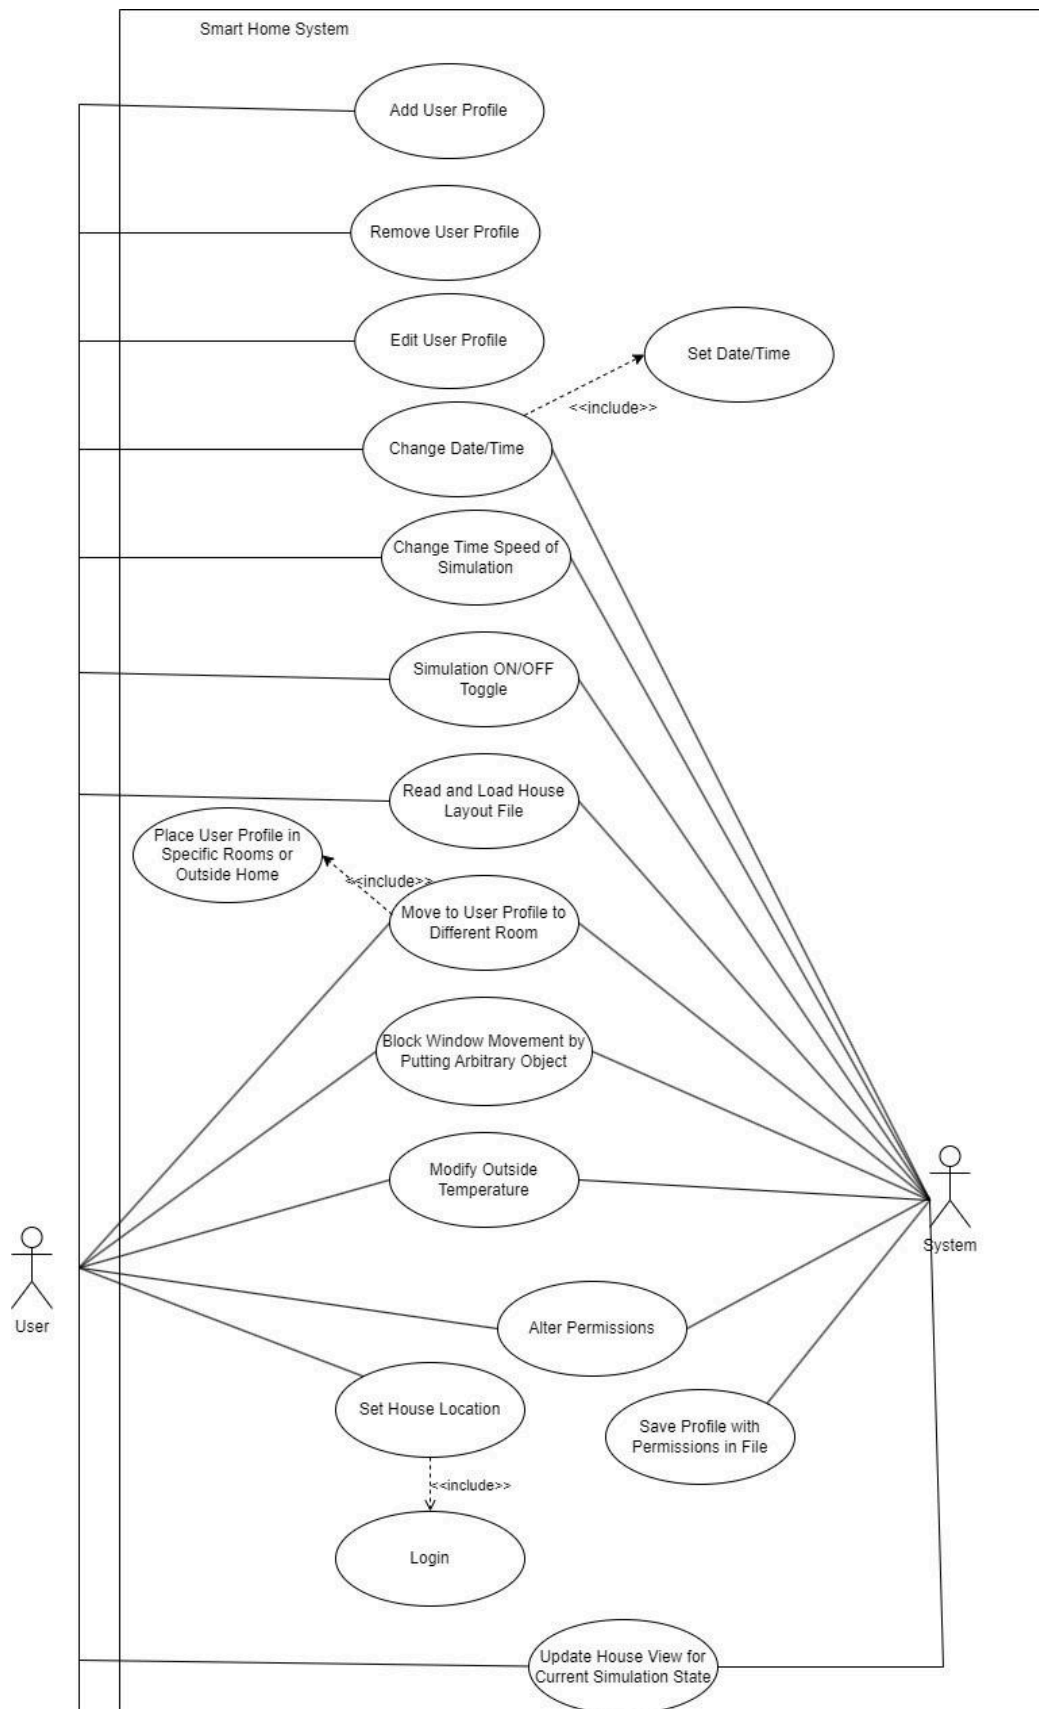 Smart Home System
Add User Profile
Remove User Profile
Edit User Profile
Set Date/Time
<<include>>
Change Date/Time
Change Time Speed of
Simulation
Simulation ON/OFF
Toggle
Read and Load House
Layout File
Place User Profile in
Specific Rooms or
Outside Home
<<include>>
Move to User Profile to
Different Room
Block Window Movement by
Putting Arbitrary Object
Modify Outside
Temperature
System
User
Alter Permissions
Set House Location
Save Profile with
Permissions in File
<<include>>
Login
Update House View for
Current Simulation State